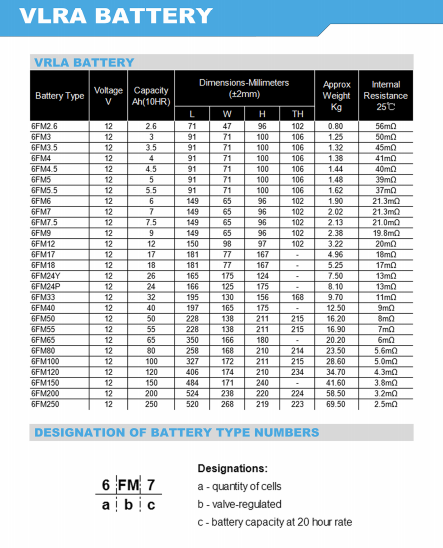 VLRA BATTERY
VRLA BATTERY
Battery Type Voltage V Capacity Ah(10HR) Dimensions-Millimeters (±2mm) Approx Weight Kg Internal Resistance 25℃
L W H TH
6FM2.6 12 2.6 71 47 96 102 0.80 56mΩ
6FM3 12 3 91 71 100 106 1.25 50mΩ
6FM3.5 12 3.5 91 71 100 106 1.32 45mΩ
6FM4 12 4 91 71 100 106 1.38 41mΩ
6FM4.5 12 4.5 91 71 100 106 1.44 40mΩ
6FM5 12 5 91 71 100 106 1.48 39mΩ
6FM5.5 12 5.5 91 71 100 106 1.62 37mΩ
6FM6 12 6 149 65 96 102 1.90 21.3mΩ
6FM7 12 7 149 65 96 102 2.02 21.3mΩ
6FM7.5 12 7.5 149 65 96 102 2.13 21.0mΩ
6FM9 12 9 149 65 96 102 2.38 19.8mΩ
6FM12 12 12 150 98 97 102 3.22 20mΩ
6FM17 12 17 181 77 167 - 4.96 18mΩ
6FM18 12 18 181 77 167 - 5.25 17mΩ
6FM24Y 12 26 165 175 124 - 7.50 13mΩ
6FM24P 12 24 166 125 175 - 8.10 13mΩ
6FM33 12 32 195 130 156 168 9.70 11mΩ
6FM40 12 40 197 165 175 - 12.50 9mΩ
6FM50 12 50 228 138 211 215 16.20 8mΩ
6FM55 12 55 228 138 211 215 16.90 7mΩ
6FM65 12 65 350 166 180 - 20.20 6mΩ
6FM80 12 80 258 168 210 214 23.50 5.6mΩ
6FM100 12 100 327 172 211 215 28.60 5.0mΩ
6FM120 12 120 406 174 210 234 34.70 4.3mΩ
6FM150 12 150 484 171 240 - 41.60 3.8mΩ
6FM200 12 200 524 238 220 224 58.50 3.2mΩ
6FM250 12 250 520 268 219 223 69.50 2.5mΩ
DESIGNATION OF BATTERY TYPE NUMBERS
Designations:
6 FM 7
a b c
a - quantity of cells
b - valve-regulated
c - battery capacity at 20 hour rate